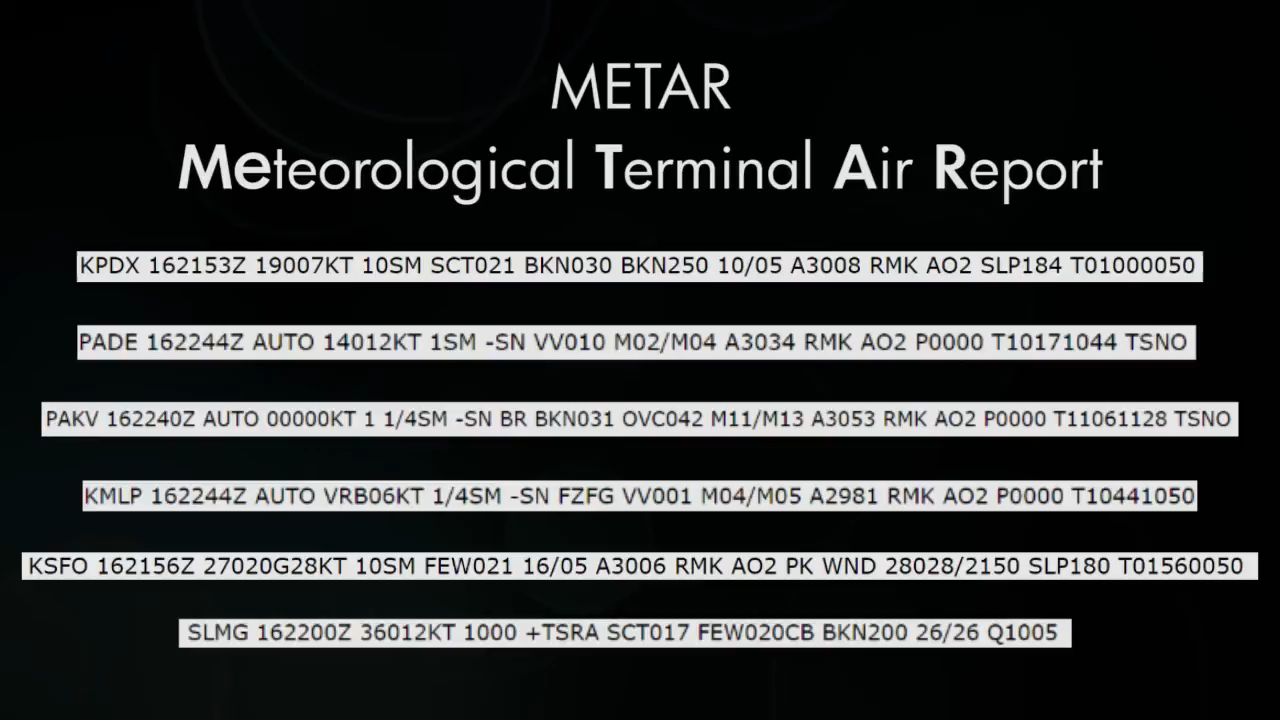 METAR
Meteorological Terminal Air Report
KPDX 162153Z 19007KT 10SM SCT021 BKN030 BKN250 10/05 A3008 RMK AO2 SLP184 T01000050
PADE 162244Z AUTO 14012KT 1SM -SN VV010 M02/M04 A3034 RMK AO2 P0000 T10171044 TSNO
PAKV 162240Z AUTO 00000KT 1 1/4SM -SN BR BKN031 OVC042 M11/M13 A3053 RMK AO2 P0000 T11061128 TSNO
KMLP 162244Z AUTO VRB06KT 1/4SM -SN FZFG VV001 M04/M05 A2981 RMK AO2 P0000 T10441050
KSFO 162156Z 27020G28KT 10SM FEW021 16/05 A3006 RMK AO2 PK WND 28028/2150 SLP180 T01560050
SLMG 162200Z 36012KT 1000 +TSRA SCT017 FEW020CB BKN200 26/26 Q1005